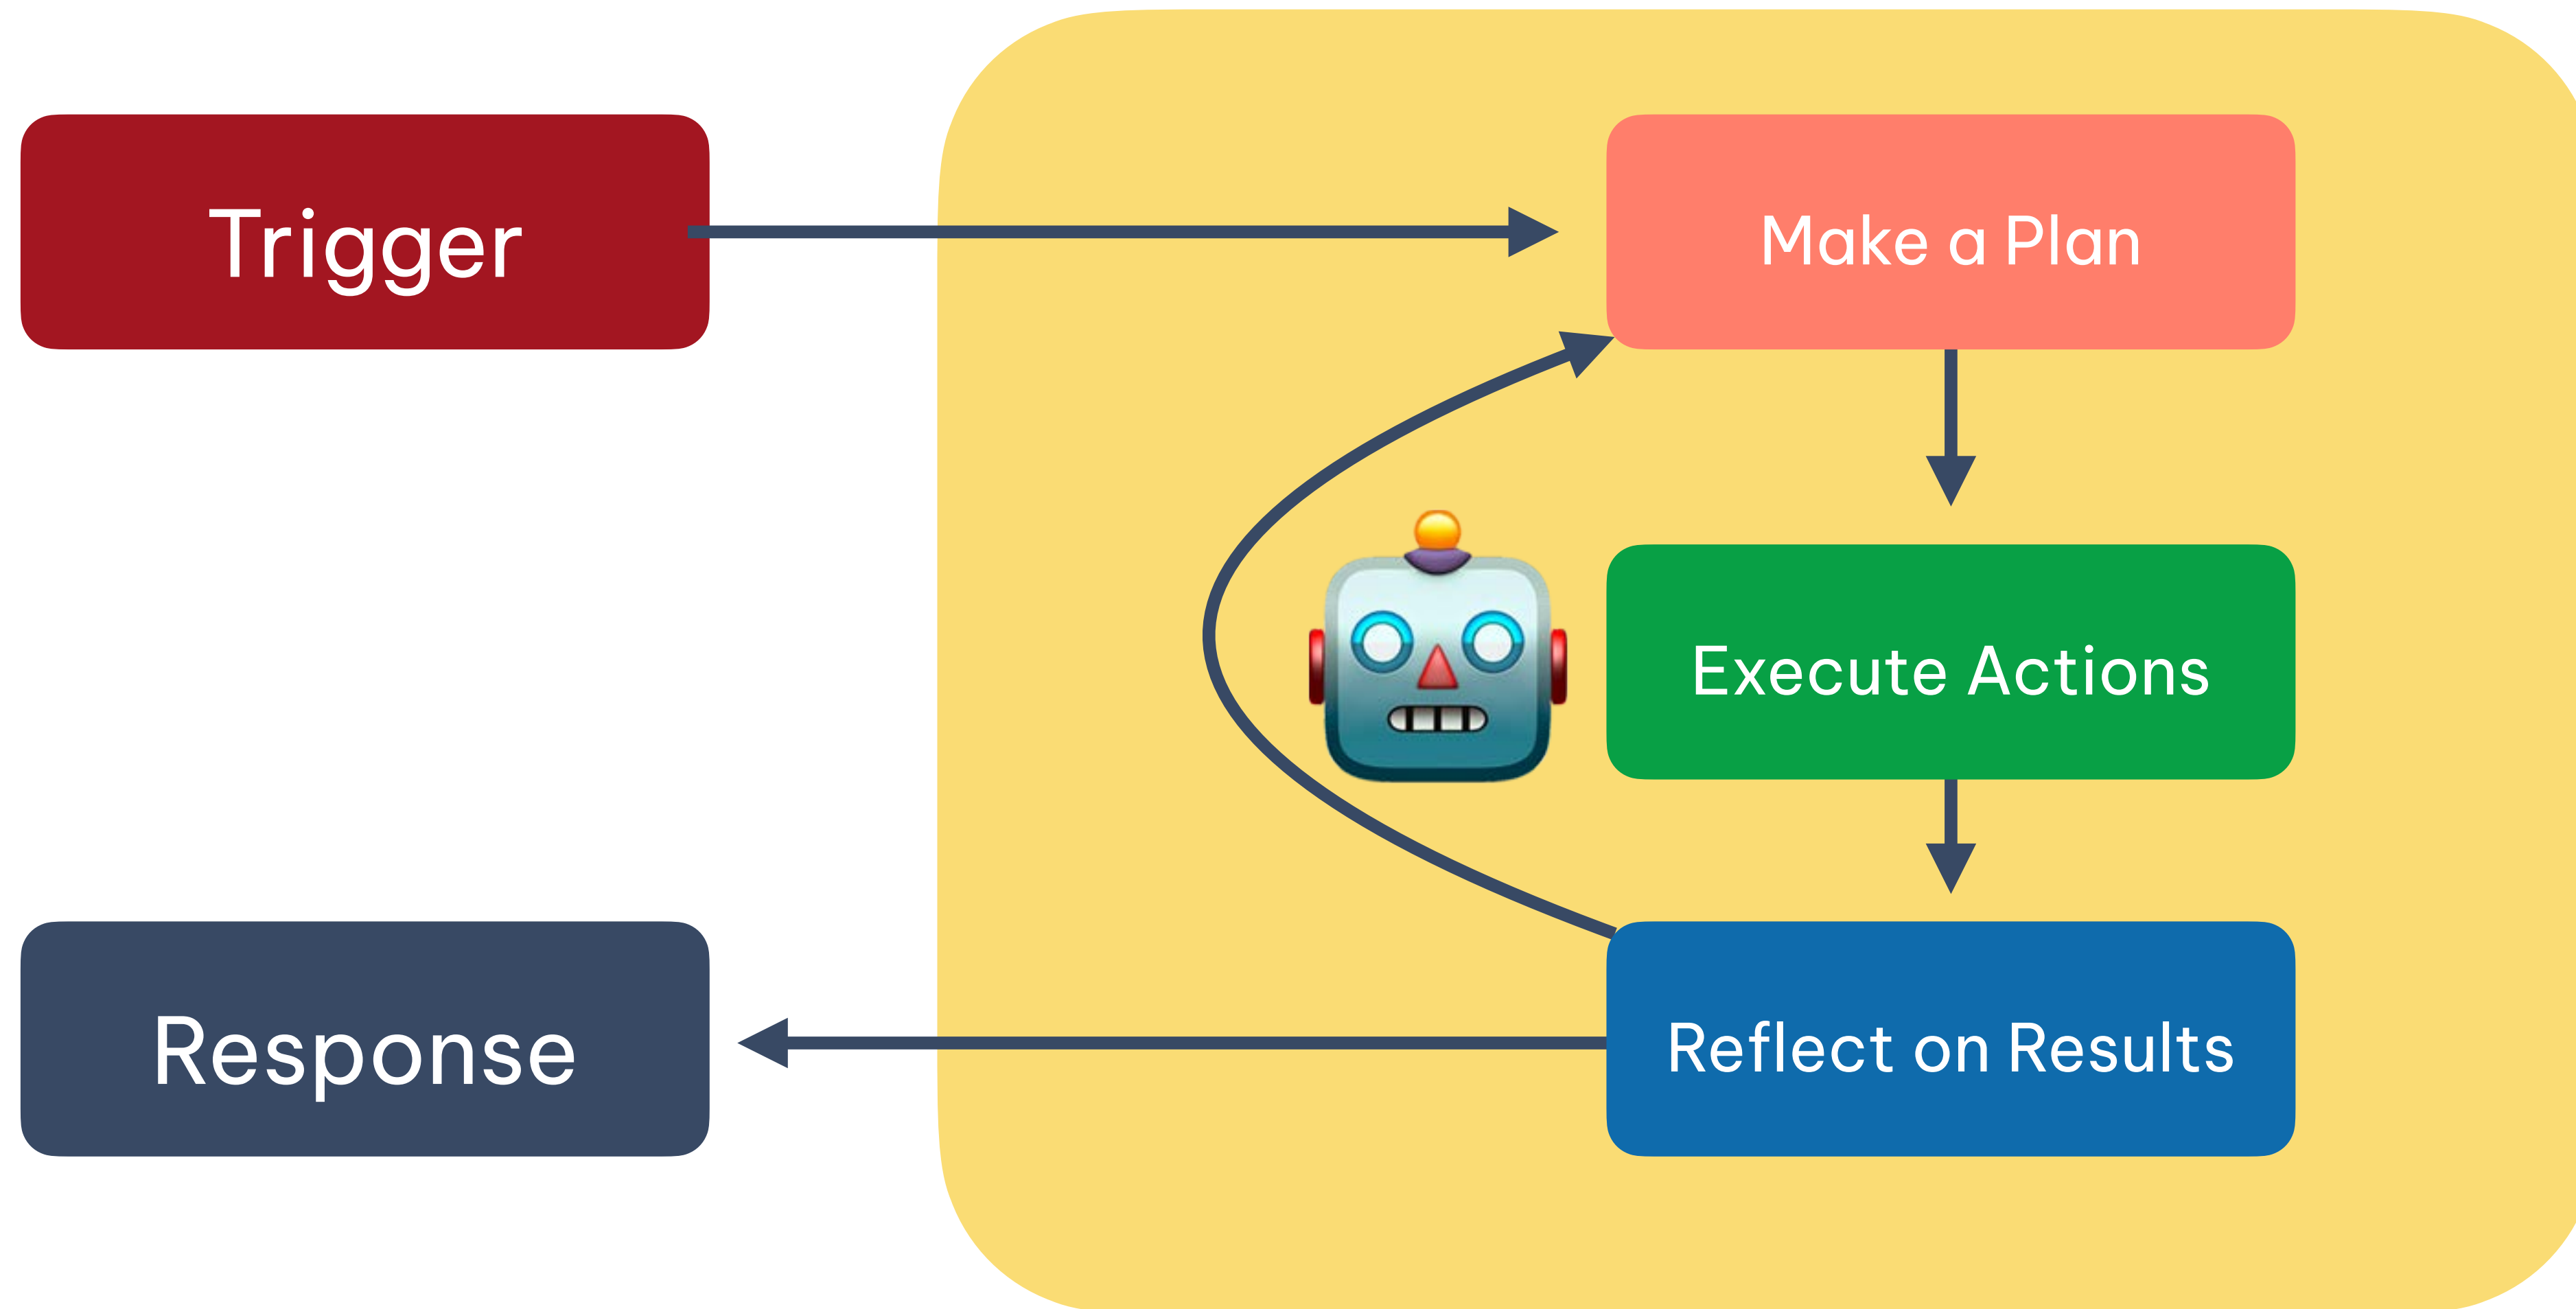 Trigger
Make a Plan
Execute Actions
Response
Reflect on Results